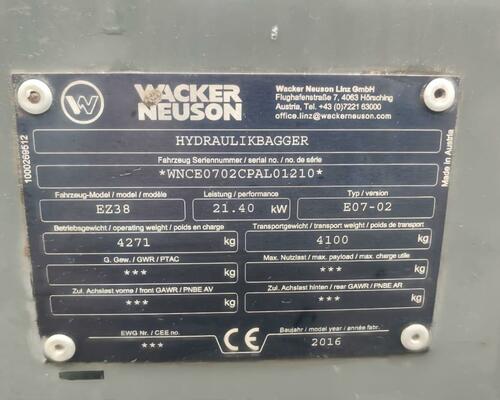 WACKER
NEUSON
Wacker Neuson Linz GmbH
Flughafenstraße 7, 4063 Hörsching
Austria, Tel. +43 (0)7221 63000
office.linz@wackerneuson.com
HYDRAULIKBAGGER
Fahrzeug Seriennummer / serial no. / no. de série
*WNCE0702CPAL01210*
Fahrzeug-Model / model / modèle
Leistung / performance
Typ / version
EZ38
21.40 kW
E07-02
Betriebsgewicht / operating weight / poids en charge
Transportgewicht / transport weight / poids de transport
4271 kg
4100 kg
G. Gew. / GWR / PTAC
Max. Nutzlast / max. payload / max. charge
*** kg
*** kg
Zul. Achslast vorne / front GAWR / PNBE AV
Zul. Achslast hinten / rear GAWR / PNBE AR
*** kg
*** kg
EWG Nr. / CEE no.
***
CE
Baujahr / model year / année fabr.
2016
1000269512
Made in Austria